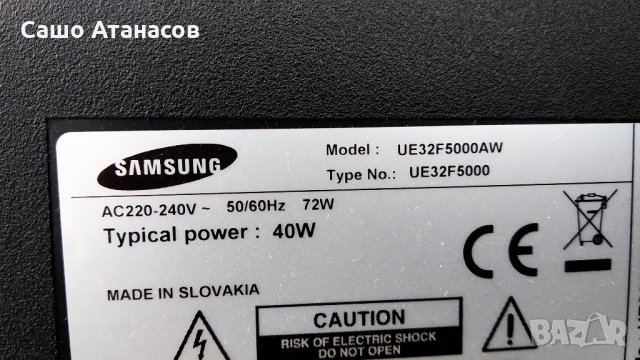 Сашо Атанасов
SAMSUNG
Model : UE32F5000AW
Type No.: UE32F5000
AC220-240V ~ 50/60Hz 72W
Typical power : 40W
CE
MADE IN SLOVAKIA
CAUTION
RISK OF ELECTRIC SHOCK
DO NOT OPEN
BAZAR